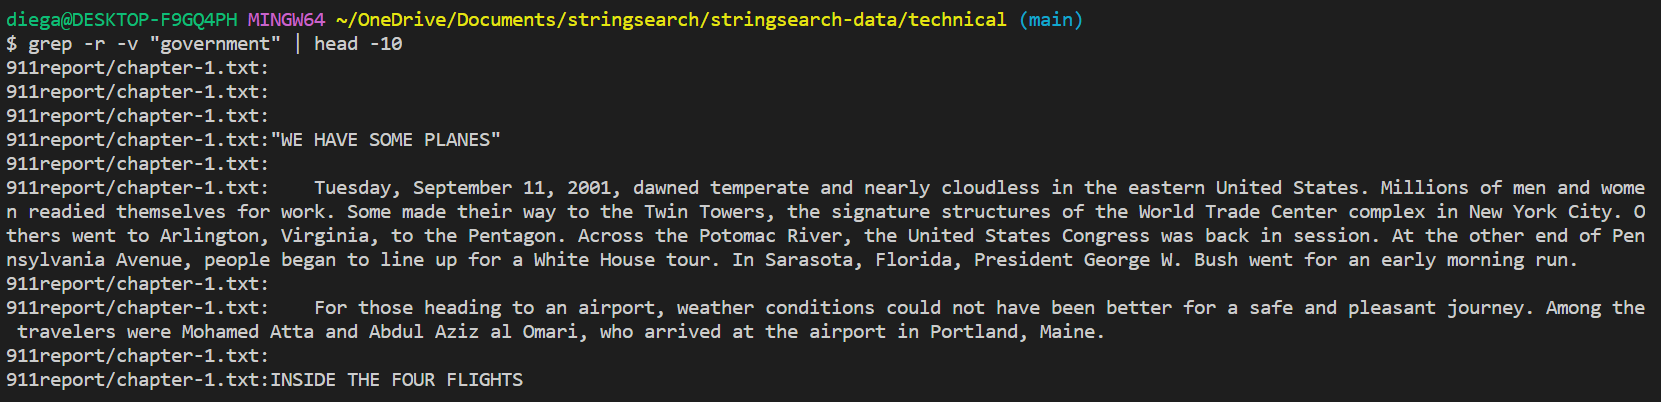 diega@DESKTOP-F9GQ4PH MINGW64 ~/OneDrive/Documents/stringsearch/stringsearch-data/technical (main)
$ grep -r -v "government" | head -10
911report/chapter-1.txt:
911report/chapter-1.txt:
911report/chapter-1.txt:
911report/chapter-1.txt:"WE HAVE SOME PLANES"
911report/chapter-1.txt:
911report/chapter-1.txt:    Tuesday, September 11, 2001, dawned temperate and nearly cloudless in the eastern United States. Millions of men and wome
n readied themselves for work. Some made their way to the Twin Towers, the signature structures of the World Trade Center complex in New York City. O
thers went to Arlington, Virginia, to the Pentagon. Across the Potomac River, the United States Congress was back in session. At the other end of Pen
nsylvania Avenue, people began to line up for a White House tour. In Sarasota, Florida, President George W. Bush went for an early morning run.
911report/chapter-1.txt:
911report/chapter-1.txt:    For those heading to an airport, weather conditions could not have been better for a safe and pleasant journey. Among the
 travelers were Mohamed Atta and Abdul Aziz al Omari, who arrived at the airport in Portland, Maine.
911report/chapter-1.txt:
911report/chapter-1.txt:INSIDE THE FOUR FLIGHTS